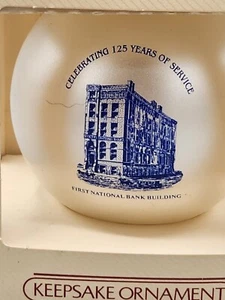 CELEBRATING 125 YEARS OF SERVICE
FIRST NATIONAL BANK BUILDING
KEEPSAKE ORNAMENT